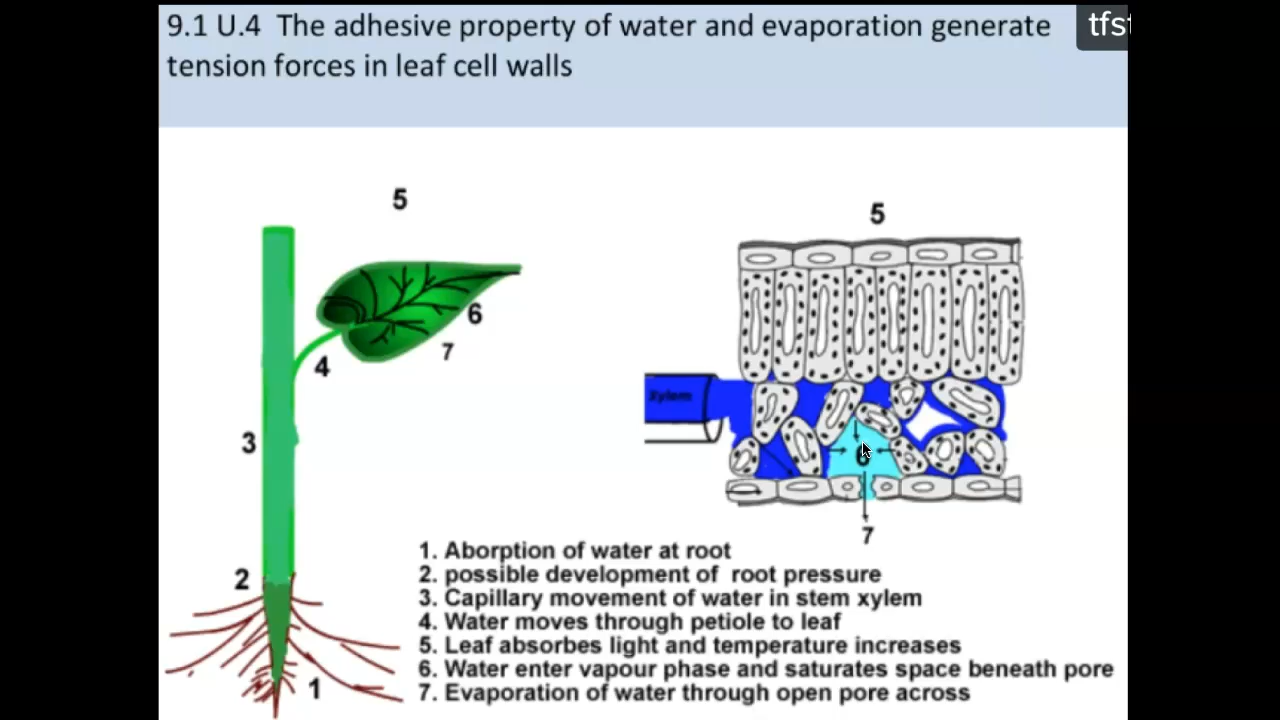 9.1 U.4 The adhesive property of water and evaporation generate
tension forces in leaf cell walls
tfst
5
6
7
4
3
2
1
5
Xylem
6
7
1. Aborption of water at root
2. possible development of root pressure
3. Capillary movement of water in stem xylem
4. Water moves through petiole to leaf
5. Leaf absorbes light and temperature increases
6. Water enter vapour phase and saturates space beneath pore
7. Evaporation of water through open pore across